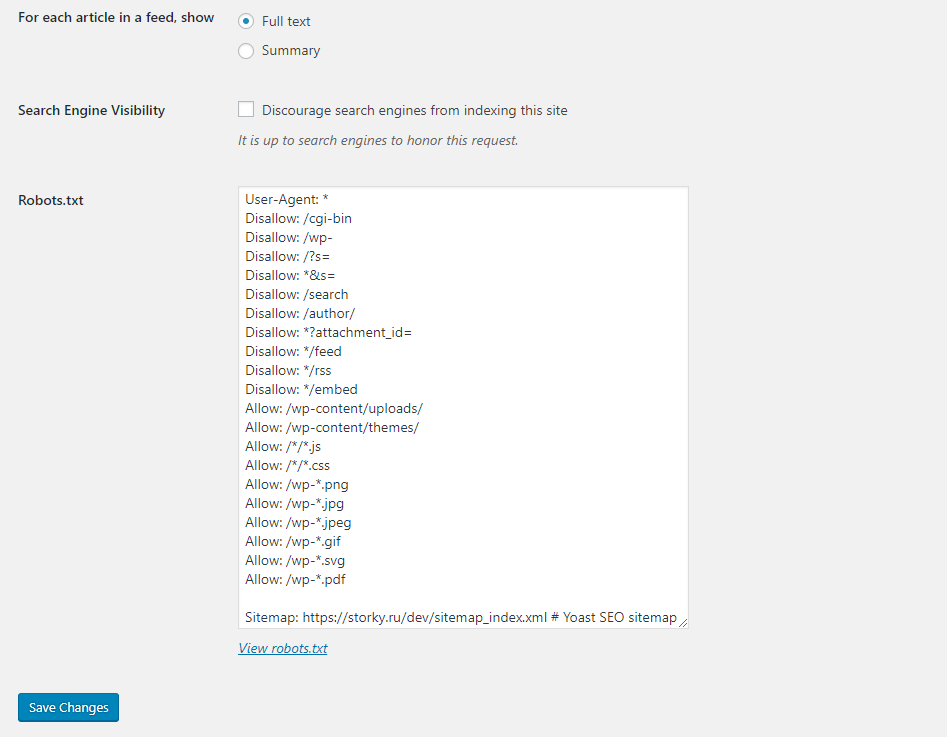 For each article in a feed, show
Full text
Summary
Search Engine Visibility
Discourage search engines from indexing this site
It is up to search engines to honor this request.
Robots.txt
User-Agent: *
Disallow: /cgi-bin
Disallow: /wp-
Disallow: /?s=
Disallow: *&s=
Disallow: /search
Disallow: /author/
Disallow: *?attachment_id=
Disallow: */feed
Disallow: */rss
Disallow: */embed
Allow: /wp-content/uploads/
Allow: /wp-content/themes/
Allow: /*/*.js
Allow: /*/*.css
Allow: /wp-*.png
Allow: /wp-*.jpg
Allow: /wp-*.jpeg
Allow: /wp-*.gif
Allow: /wp-*.svg
Allow: /wp-*.pdf
Sitemap: https://storky.ru/dev/sitemap_index.xml # Yoast SEO sitemap
View robots.txt
Save Changes